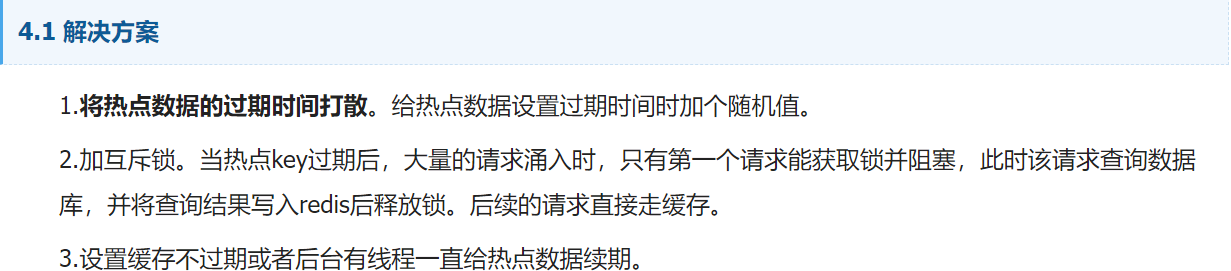 4.1 解决方案
1.将热点数据的过期时间打散。给热点数据设置过期时间时加个随机值。
2.加互斥锁。当热点key过期后，大量的请求涌入时，只有第一个请求能获取锁并阻塞，此时该请求查询数据
库，并将查询结果写入redis后释放锁。后续的请求直接走缓存。
3.设置缓存不过期或者后台有线程一直给热点数据续期。